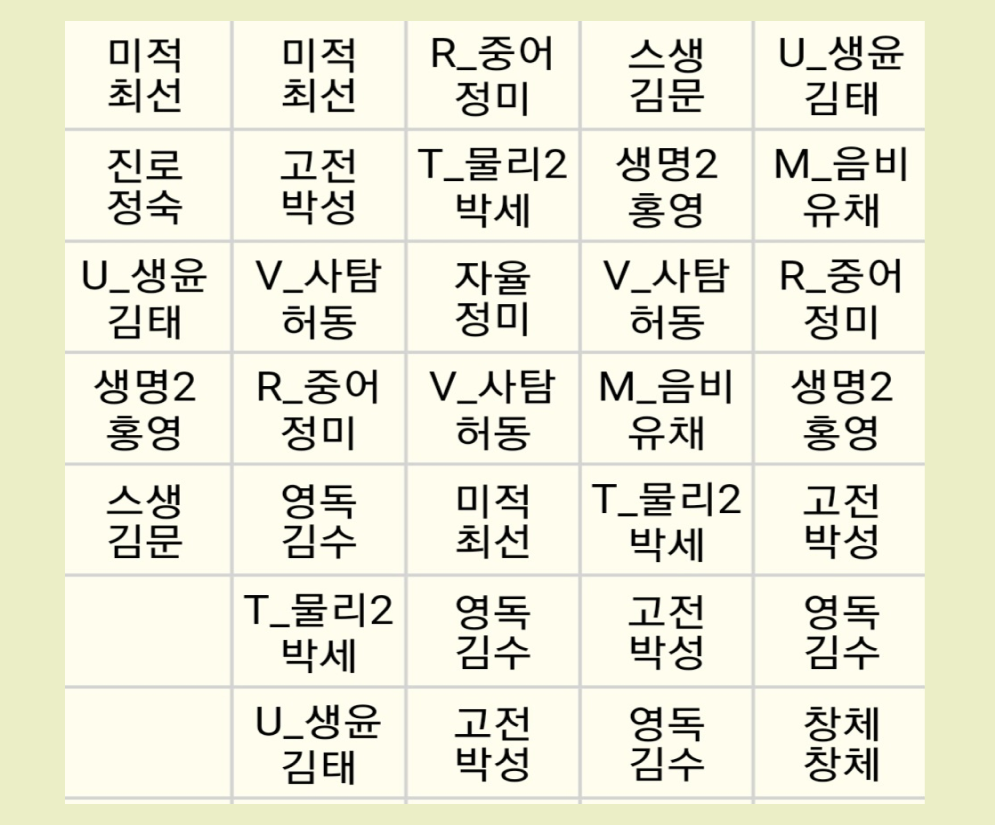 미적 미적 R_중어 스생 U_생윤
최선 최선 정미 김문 김태
진로 고전 T_물리2 생명2 M_음비
정숙 박성 박세 홍영 유채
U_생윤 V_사탐 자율 V_사탐 R_중어
김태 허동 정미 허동 정미
생명2 R_중어 V_사탐 M_음비 생명2
홍영 정미 허동 유채 홍영
스생 영독 미적 T_물리2 고전
김문 김수 최선 박세 박성
T_물리2 영독 고전 영독
박세 김수 박성 김수
U_생윤 고전 영독 창체
김태 박성 김수 창체